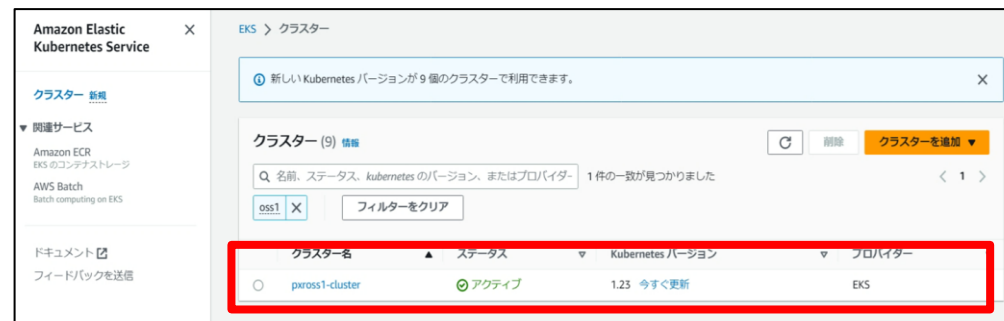 Amazon Elastic
Kubernetes Service
クラスター 新規
関連サービス
Amazon ECR
EKS のコンテナストレージ
AWS Batch
Batch computing on EKS
ドキュメント
フィードバックを送信
EKS > クラスター
新しい Kubernetes バージョンが 9 個のクラスターで利用できます。
クラスター (9) 情報
削除
クラスターを追加
名前、ステータス、kubernetes のバージョン、またはプロバイダー
1 件の一致が見つかりました
1
oss1
フィルターをクリア
クラスター名 ステータス Kubernetes バージョン プロバイダー
pxross1-cluster アクティブ 1.23 今すぐ更新 EKS